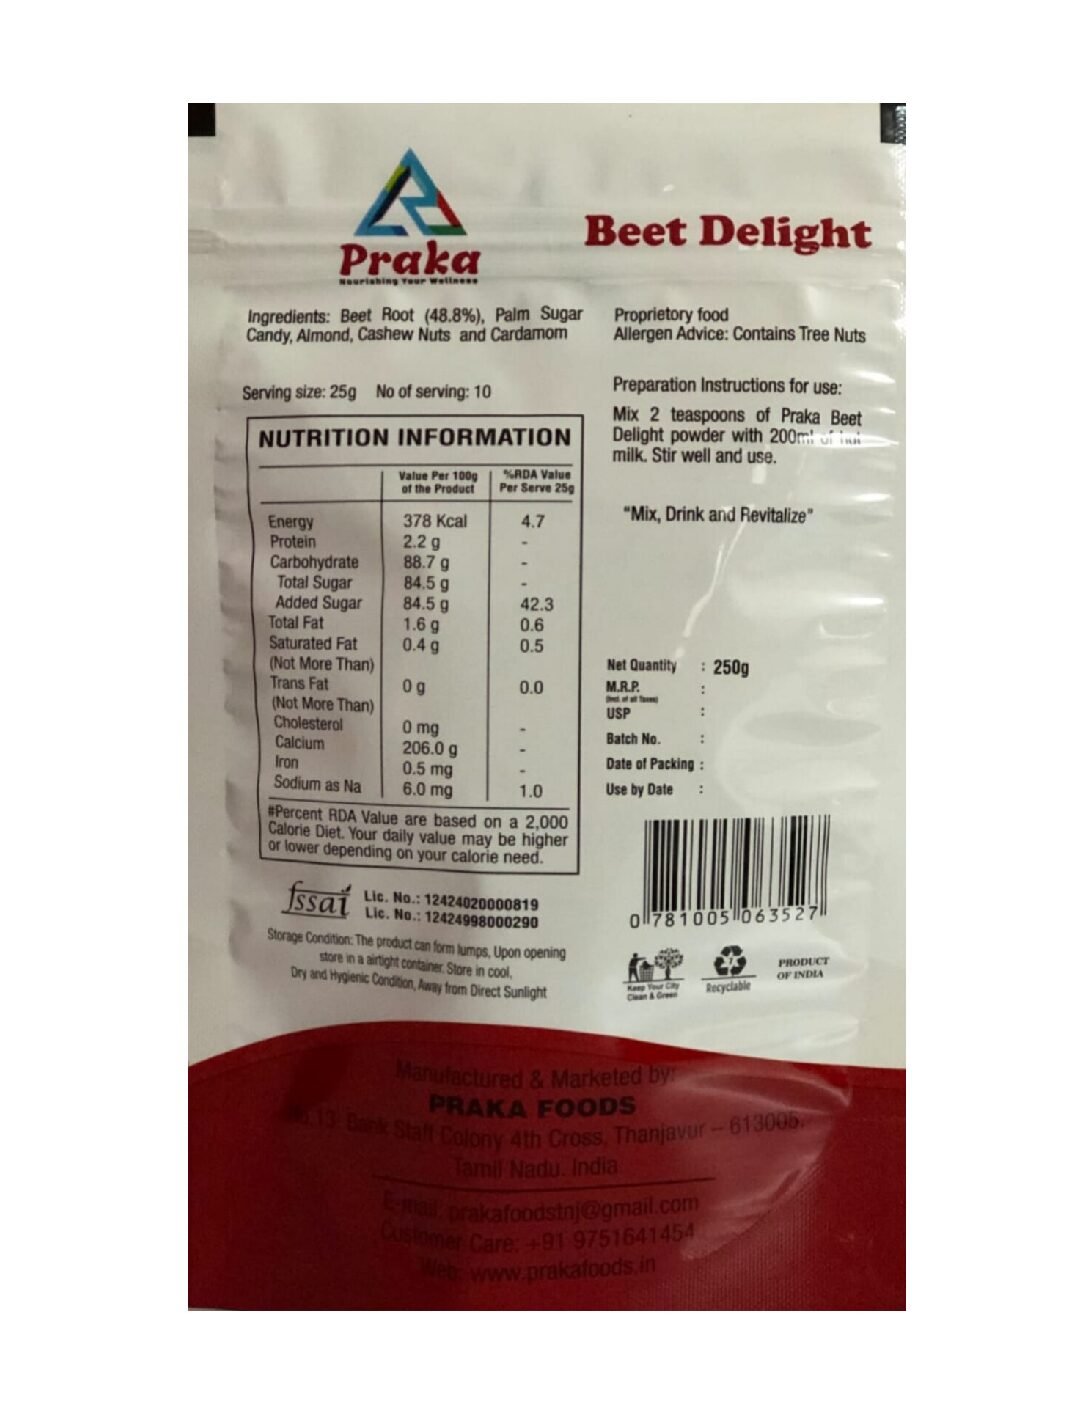 Praka
Nourishing Your Wellness
Beet Delight
Ingredients: Beet Root (48.8%), Palm Sugar
Candy, Almond, Cashew Nuts and Cardamom
Proprietory food
Allergen Advice: Contains Tree Nuts
Serving size: 25g No of serving: 10
Preparation Instructions for use:
Mix 2 teaspoons of Praka Beet
Delight powder with 200ml of hot
milk. Stir well and use.
"Mix, Drink and Revitalize"
NUTRITION INFORMATION
Value Per 100g
of the Product
%RDA Value
Per Serve 25g
Energy 378 Kcal 4.7
Protein 2.2 g -
Carbohydrate 88.7 g -
Total Sugar 84.5 g -
Added Sugar 84.5 g 42.3
Total Fat 1.6 g 0.6
Saturated Fat 0.4 g 0.5
(Not More Than)
Trans Fat 0 g 0.0
(Not More Than)
Cholesterol 0 mg -
Calcium 206.0 g -
Iron 0.5 mg -
Sodium as Na 6.0 mg 1.0
#Percent RDA Value are based on a 2,000
Calorie Diet. Your daily value may be higher
or lower depending on your calorie need.
Net Quantity : 250g
M.R.P. :
(Incl. of all Taxes)
USP :
Batch No. :
Date of Packing :
Use by Date :
0 781005 063527
fssai
Lic. No.: 12424020000819
Lic. No.: 12424998000290
Storage Condition: The product can form lumps, Upon opening
store in a airtight container. Store in cool,
Dry and Hygienic Condition, Away from Direct Sunlight
Keep Your City
Clean & Green
7
Recyclable
PRODUCT
OF INDIA
Manufactured & Marketed by:
PRAKA FOODS
13 Bank Staff Colony 4th Cross, Thanjavur – 613005.
Tamil Nadu. India
E-mail: prakafoodstnj@gmail.com
Customer Care: +91 9751641454
Web: www.prakafoods.in